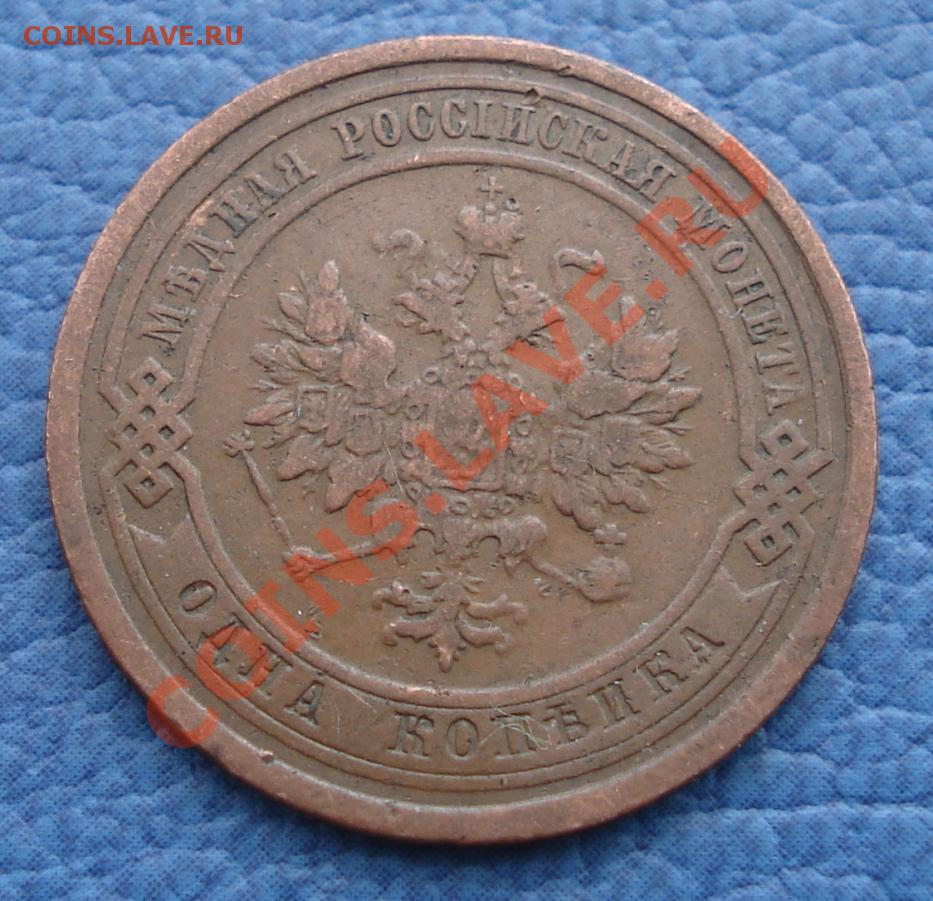 COINS.LAVE.RU
МѢДНАЯ РОССІЙСКАЯ МОНЕТА
ОДНА КОПѢЙКА
COINS.LAVE.RU